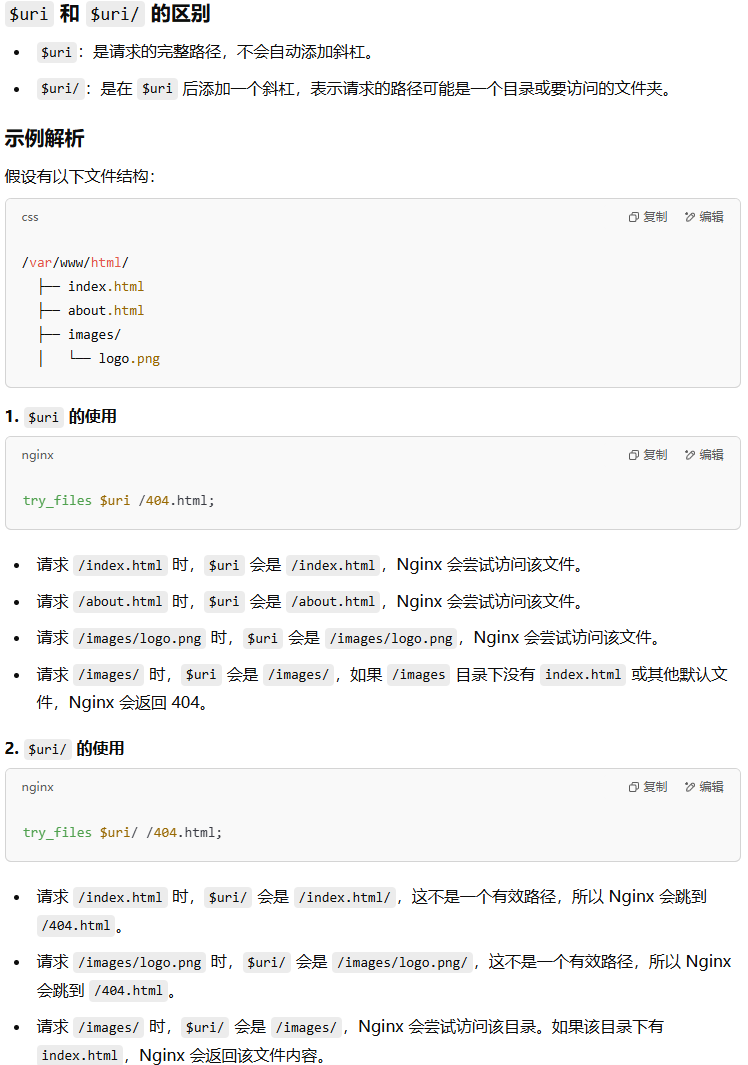 $uri 和 $uri/ 的区别
• $uri：是请求的完整路径，不会自动添加斜杠。
• $uri/：是在 $uri 后添加一个斜杠，表示请求的路径可能是一个目录或要访问的文件夹。
示例解析
假设有以下文件结构：
css 复制 编辑
/var/www/html/
├── index.html
├── about.html
├── images/
│   └── logo.png
1. $uri 的使用
nginx 复制 编辑
try_files $uri /404.html;
• 请求 /index.html 时，$uri 会是 /index.html，Nginx 会尝试访问该文件。
• 请求 /about.html 时，$uri 会是 /about.html，Nginx 会尝试访问该文件。
• 请求 /images/logo.png 时，$uri 会是 /images/logo.png，Nginx 会尝试访问该文件。
• 请求 /images/ 时，$uri 会是 /images/，如果 /images 目录下没有 index.html 或其他默认文
件，Nginx 会返回 404。
2. $uri/ 的使用
nginx 复制 编辑
try_files $uri/ /404.html;
• 请求 /index.html 时，$uri/ 会是 /index.html/，这不是一个有效路径，所以 Nginx 会跳到
/404.html。
• 请求 /images/logo.png 时，$uri/ 会是 /images/logo.png/，这不是一个有效路径，所以 Nginx
会跳到 /404.html。
• 请求 /images/ 时，$uri/ 会是 /images/，Nginx 会尝试访问该目录。如果该目录下有
index.html，Nginx 会返回该文件内容。